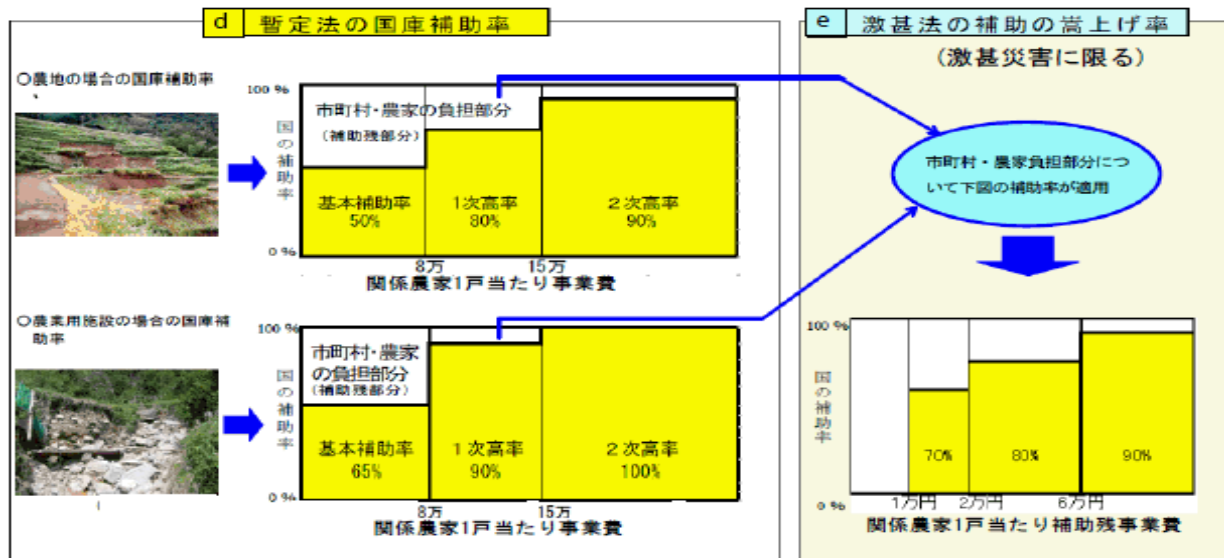 d 暫定法の国庫補助率
○農地の場合の国庫補助率
、
100 %
国の補助率
0 %
市町村・農家の負担部分
(補助残部分)
基本補助率
50%
1次高率
80%
2次高率
90%
8万
15万
関係農家1戸当たり事業費
○農業用施設の場合の国庫補
助率
100 %
国の補助率
0 %
市町村・農家
の負担部分
(補助残部分)
基本補助率
65%
1次高率
90%
2次高率
100%
8万
15万
関係農家1戸当たり事業費
e 激甚法の補助の嵩上げ率
(激甚災害に限る)
市町村・農家負担部分につ
いて下図の補助率が適用
100 %
国の補助率
0 %
70%
80%
90%
1万円
2万円
6万円
関係農家1戸当たり補助残事業費